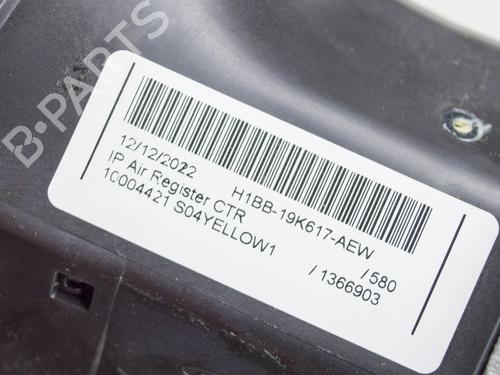 B-PARTS
12/12/2022 H1BB-19K617-AEW
IP Air Register CTR / 580
10004421 S04YELLOW1 / 1366903